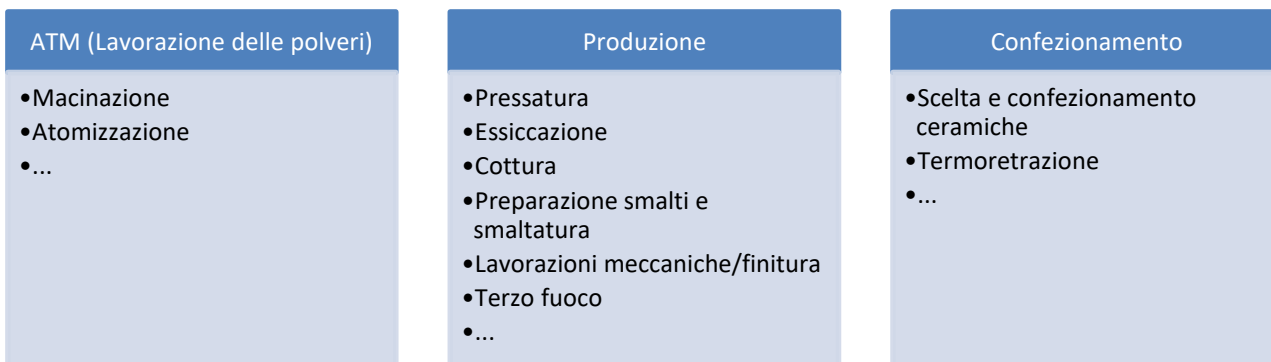 ATM (Lavorazione delle polveri)
•Macinazione
•Atomizzazione
•...
Produzione
•Pressatura
•Essiccazione
•Cottura
•Preparazione smalti e
smaltatura
•Lavorazioni meccaniche/finitura
•Terzo fuoco
•...
Confezionamento
•Scelta e confezionamento
ceramiche
•Termoretrazione
•...